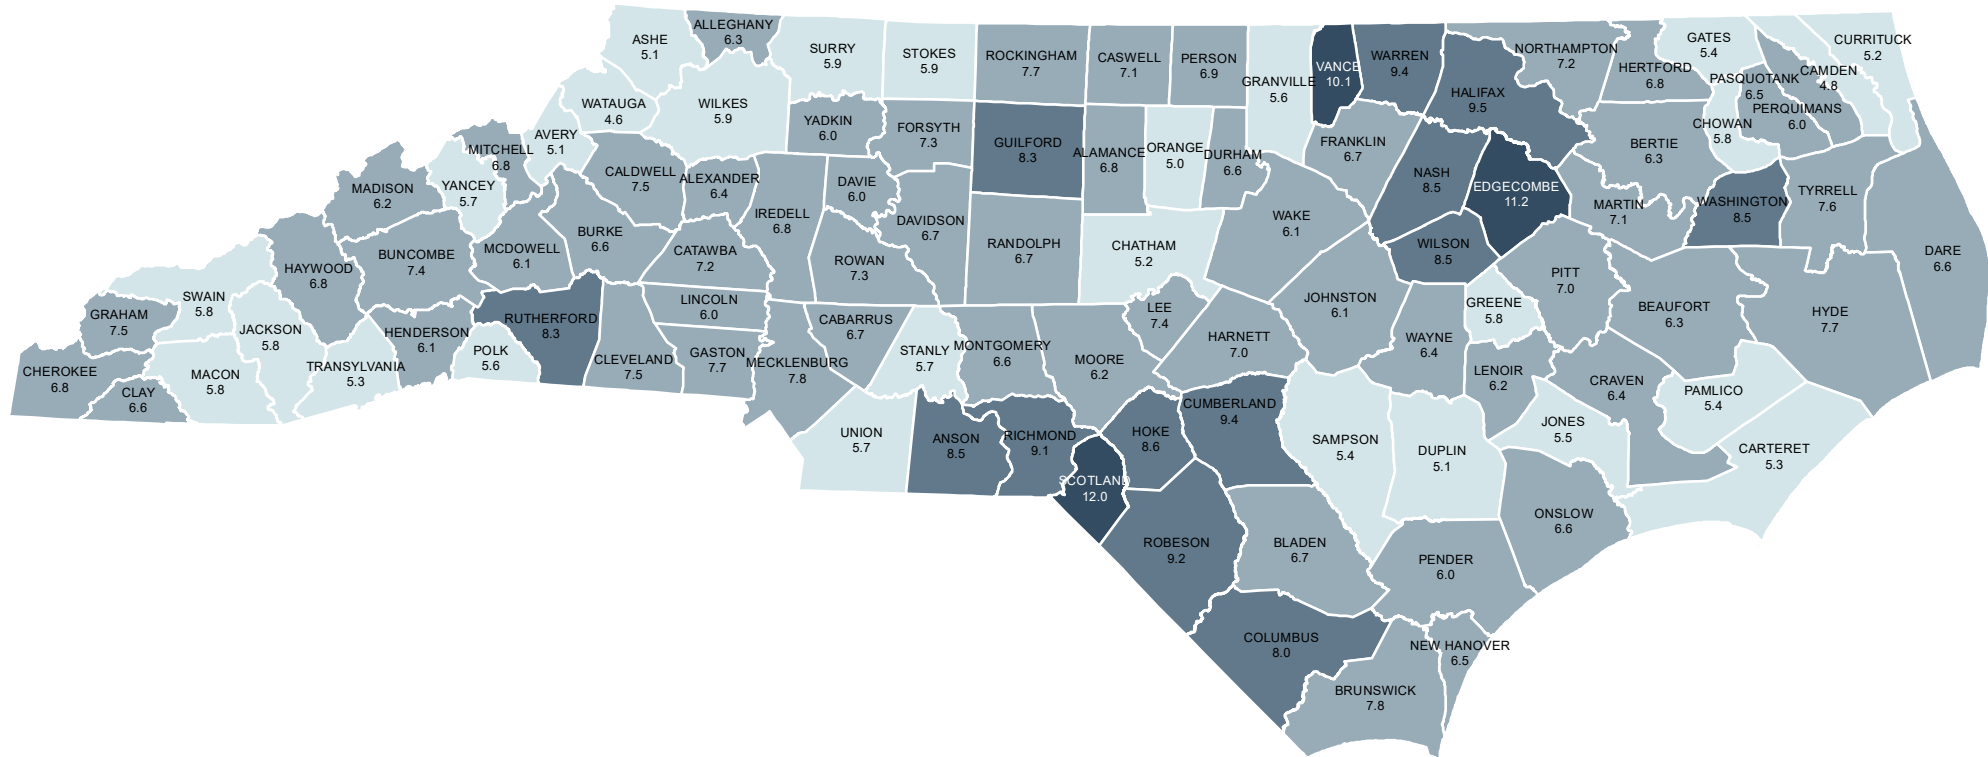 ALLEGHANY
6.3
ASHE
5.1
SURRY
5.9
STOKES
5.9
ROCKINGHAM
7.7
CASWELL
7.1
PERSON
6.9
GRANVILLE
5.6
VANCE
10.1
WARREN
9.4
HALIFAX
9.5
NORTHAMPTON
7.2
HERTFORD
6.8
GATES
5.4
PASQUOTANK
6.5
CAMDEN
4.8
CURRITUCK
5.2
PERQUIMANS
6.0
CHOWAN
5.8
WATAUGA
4.6
WILKES
5.9
YADKIN
6.0
FORSYTH
7.3
GUILFORD
8.3
ALAMANCE
6.8
ORANGE
5.0
DURHAM
6.6
FRANKLIN
6.7
NASH
8.5
EDGECOMBE
11.2
BERTIE
6.3
AVERY
5.1
MITCHELL
6.8
YANCEY
5.7
MADISON
6.2
CALDWELL
7.5
ALEXANDER
6.4
IREDELL
6.8
DAVIE
6.0
DAVIDSON
6.7
RANDOLPH
6.7
CHATHAM
5.2
WAKE
6.1
WILSON
8.5
MARTIN
7.1
WASHINGTON
8.5
TYRRELL
7.6
DARE
6.6
HAYWOOD
6.8
BUNCOMBE
7.4
MCDOWELL
6.1
BURKE
6.6
CATAWBA
7.2
ROWAN
7.3
PITT
7.0
BEAUFORT
6.3
HYDE
7.7
GRAHAM
7.5
SWAIN
5.8
JACKSON
5.8
HENDERSON
6.1
RUTHERFORD
8.3
LINCOLN
6.0
CABARRUS
6.7
LEE
7.4
HARNETT
7.0
JOHNSTON
6.1
GREENE
5.8
WAYNE
6.4
CHEROKEE
6.8
CLAY
6.6
MACON
5.8
TRANSYLVANIA
5.3
POLK
5.6
CLEVELAND
7.5
GASTON
7.7
MECKLENBURG
7.8
STANLY
5.7
MONTGOMERY
6.6
MOORE
6.2
LENOIR
6.2
CRAVEN
6.4
PAMLICO
5.4
UNION
5.7
ANSON
8.5
RICHMOND
9.1
HOKE
8.6
CUMBERLAND
9.4
SAMPSON
5.4
DUPLIN
5.1
JONES
5.5
CARTERET
5.3
SCOTLAND
12.0
ROBESON
9.2
BLADEN
6.7
PENDER
6.0
ONSLOW
6.6
COLUMBUS
8.0
NEW HANOVER
6.5
BRUNSWICK
7.8